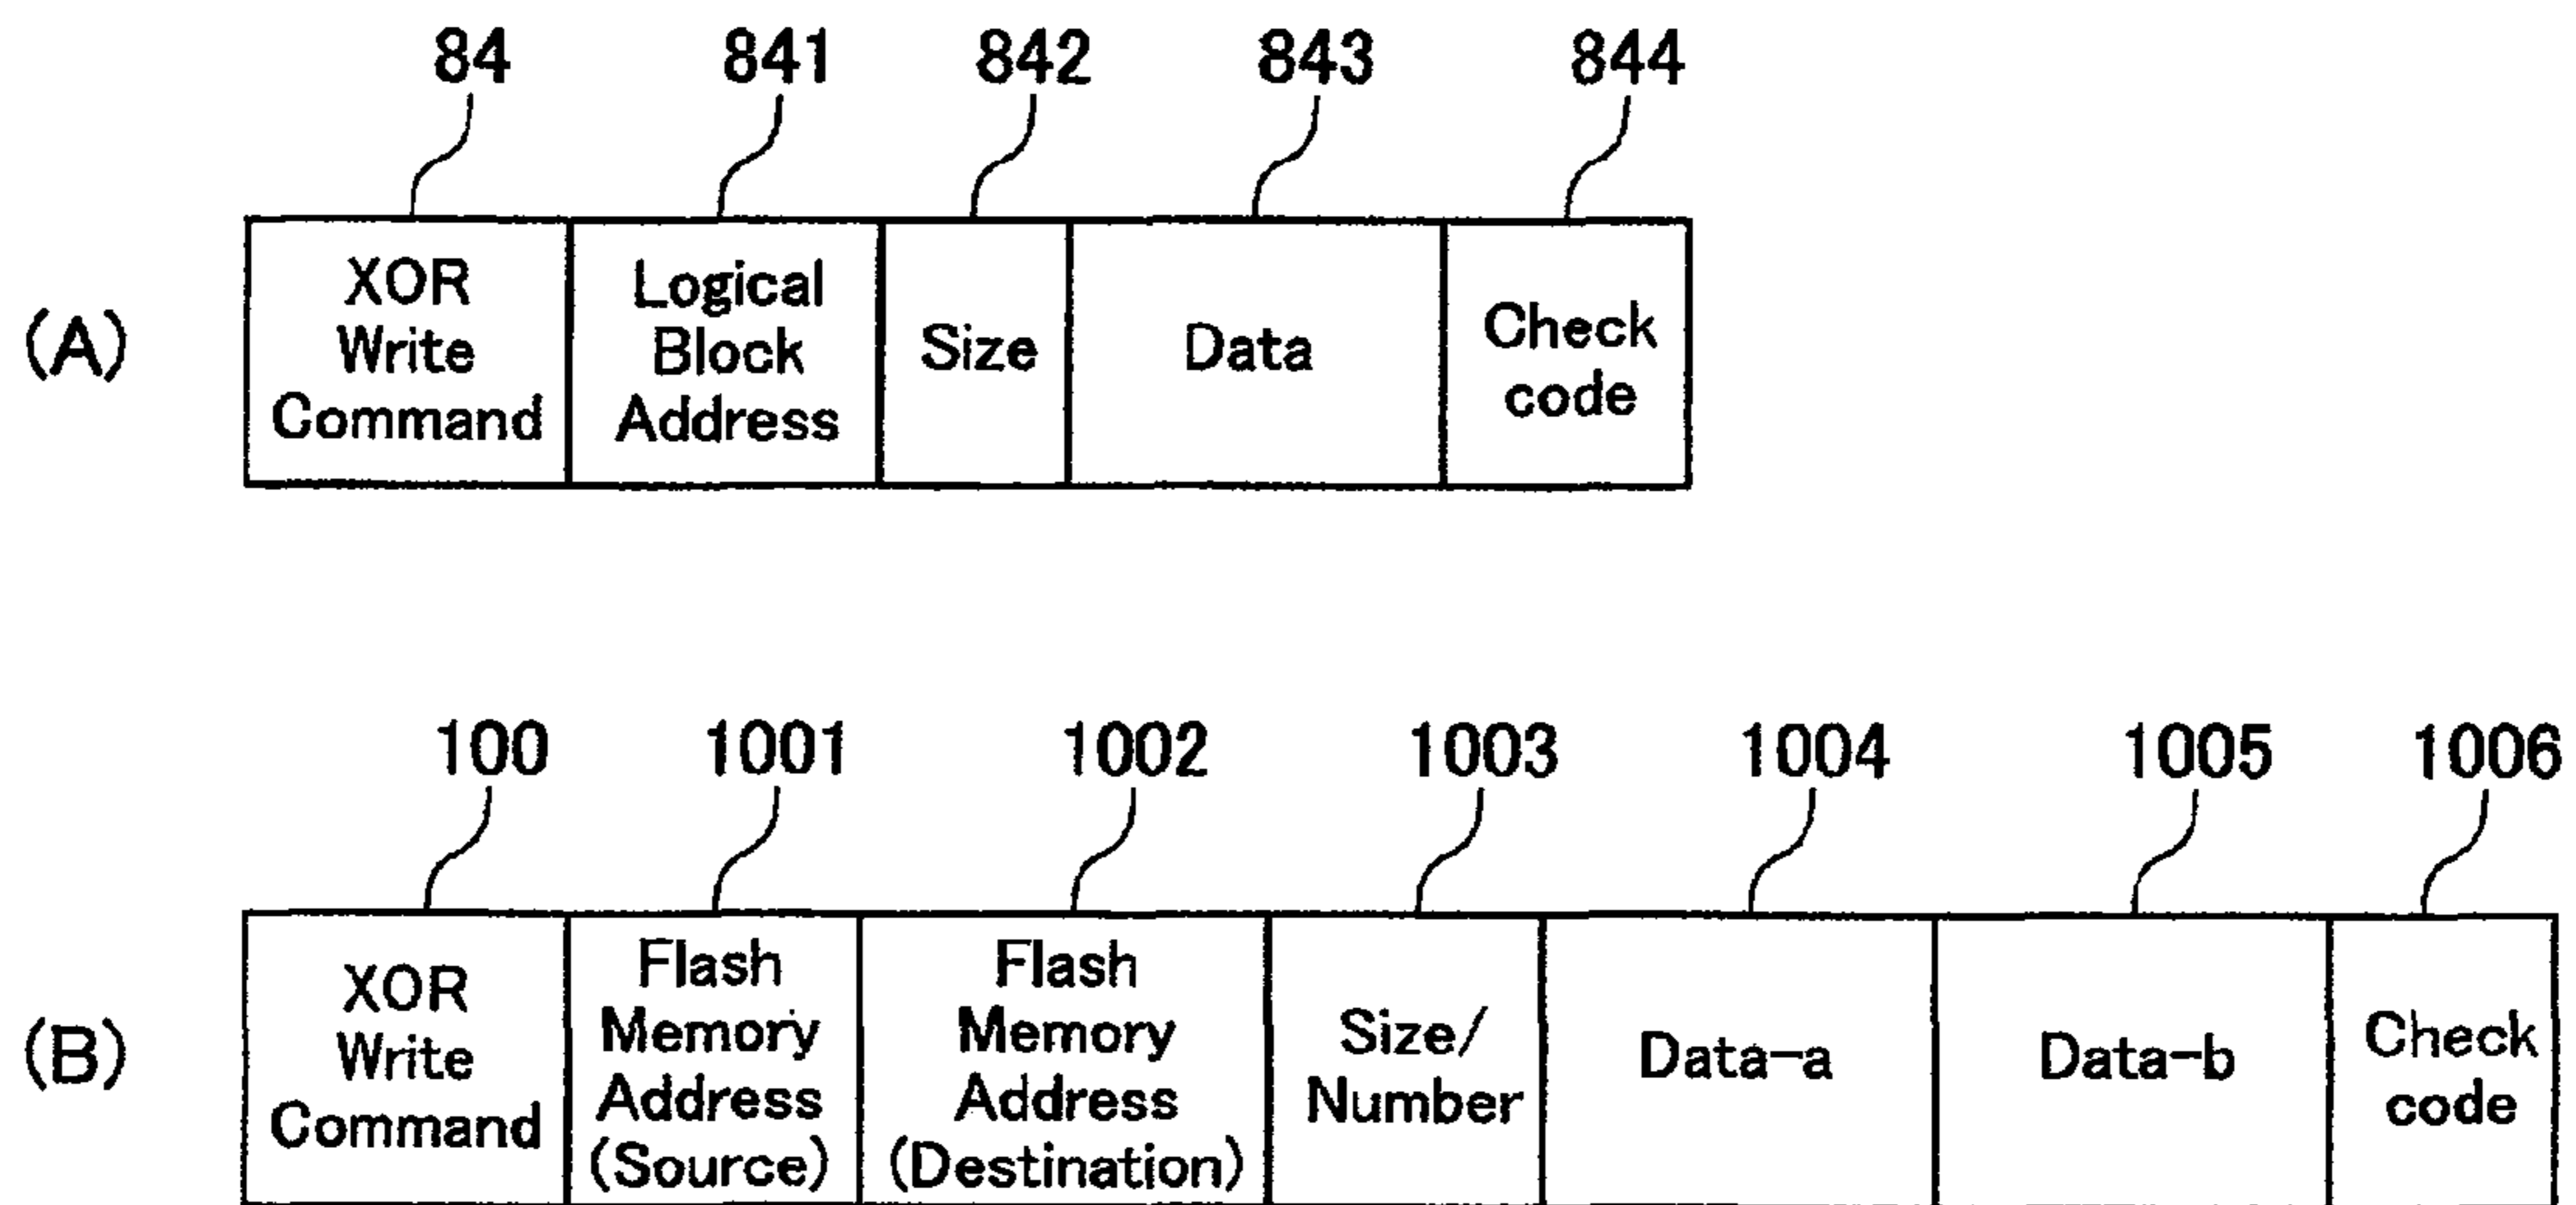 84 841 842 843 844
(A)
XOR
Write
Command
Logical
Block
Address
Size
Data
Check
code
100 1001 1002 1003 1004 1005 1006
(B)
XOR
Write
Command
Flash
Memory
Address
(Source)
Flash
Memory
Address
(Destination)
Size/
Number
Data-a
Data-b
Check
code